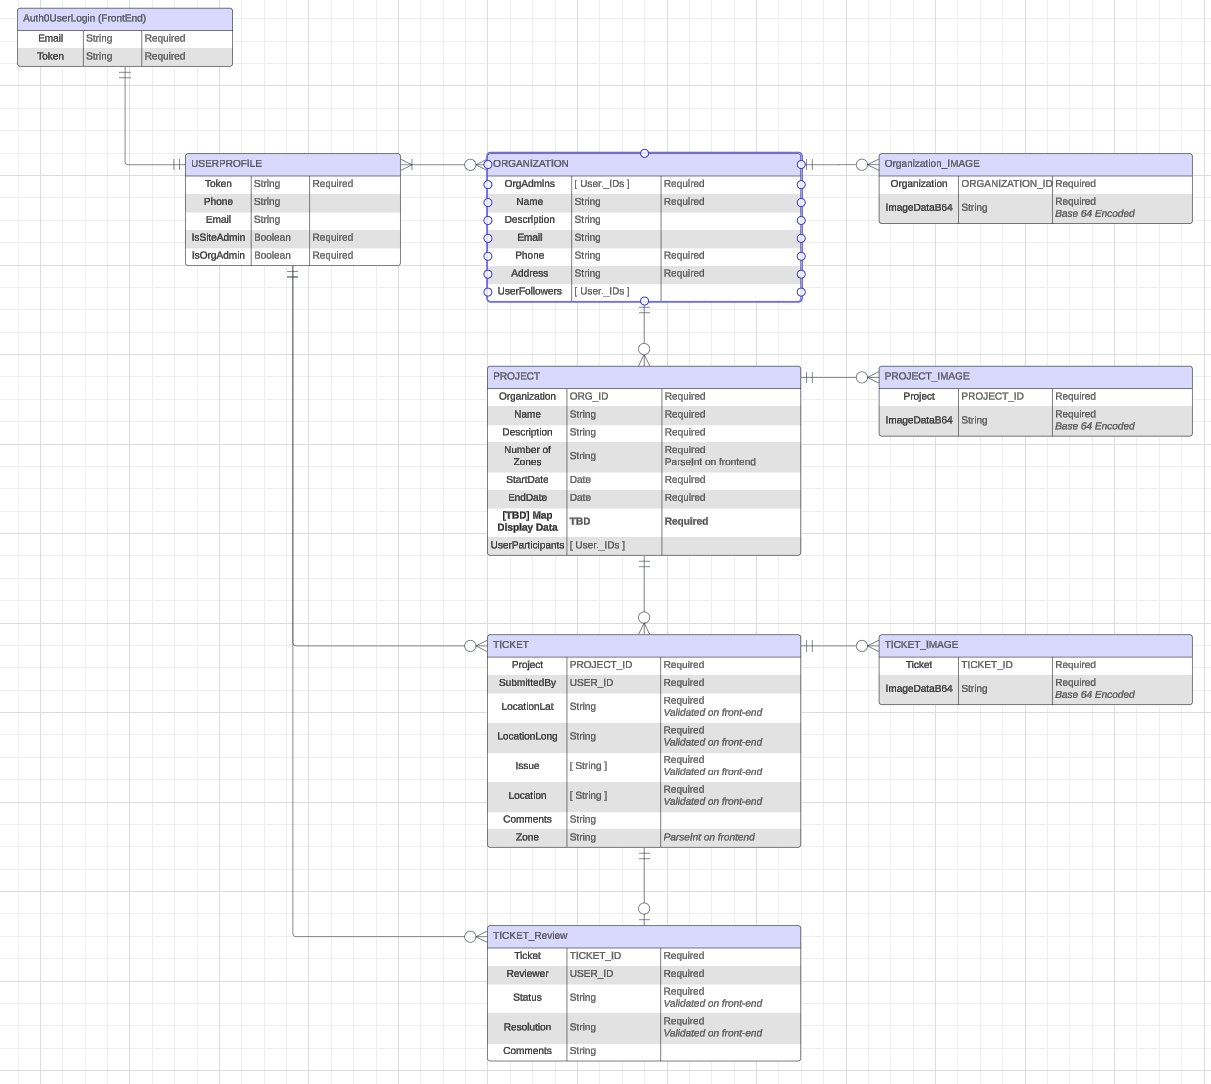 Auth0UserLogin (FrontEnd)
Email String Required
Token String Required
USERPROFILE
Token String Required
Phone String
Email String
IsSiteAdmin Boolean Required
IsOrgAdmin Boolean Required
ORGANIZATION
OrgAdmins [ User._IDs ] Required
Name String Required
Description String
Email String
Phone String Required
Address String Required
UserFollowers [ User._IDs ]
Organization_IMAGE
Organization ORGANIZATION_ID Required
ImageDataB64 String Required
Base 64 Encoded
PROJECT
Organization ORG_ID Required
Name String Required
Description String Required
Number of
Zones String Required
ParseInt on frontend
StartDate Date Required
EndDate Date Required
[TBD] Map
Display Data TBD Required
UserParticipants [ User._IDs ]
PROJECT_IMAGE
Project PROJECT_ID Required
ImageDataB64 String Required
Base 64 Encoded
TICKET
Project PROJECT_ID Required
SubmittedBy USER_ID Required
LocationLat String Required
Validated on front-end
LocationLong String Required
Validated on front-end
Issue [ String ] Required
Validated on front-end
Location [ String ] Required
Validated on front-end
Comments String
Zone String ParseInt on frontend
TICKET_IMAGE
Ticket TICKET_ID Required
ImageDataB64 String Required
Base 64 Encoded
TICKET_Review
Ticket TICKET_ID Required
Reviewer USER_ID Required
Status String Required
Validated on front-end
Resolution String Required
Validated on front-end
Comments String